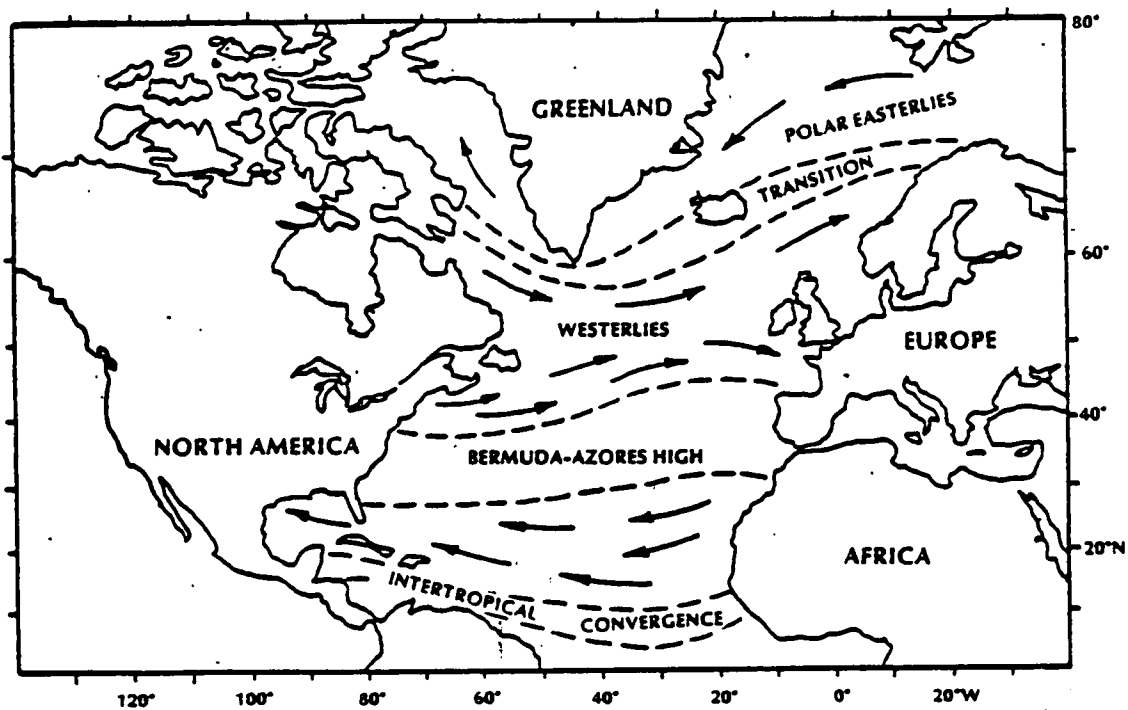 80°
GREENLAND
POLAR EASTERLIES
TRANSITION
60°
WESTERLIES
EUROPE
40°
NORTH AMERICA
BERMUDA-AZORES HIGH
20°N
AFRICA
INTERTROPICAL
CONVERGENCE
120° 100° 80° 60° 40° 20° 0° 20°W